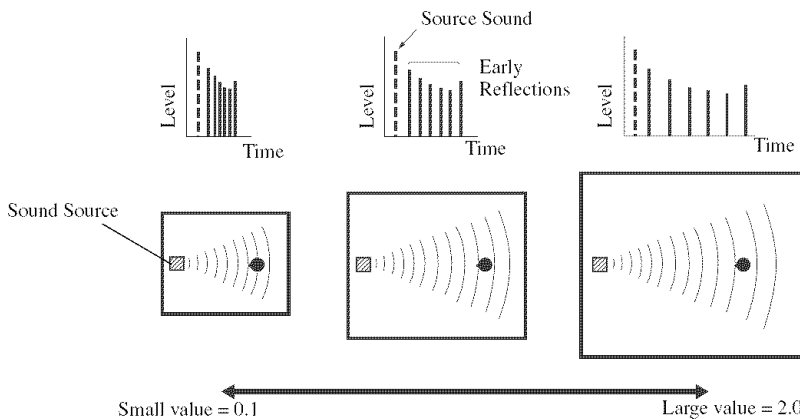 Source Sound
Early
Reflections
Level
Time
Level
Time
Level
Time
Sound Source
Small value = 0.1
Large value = 2.0